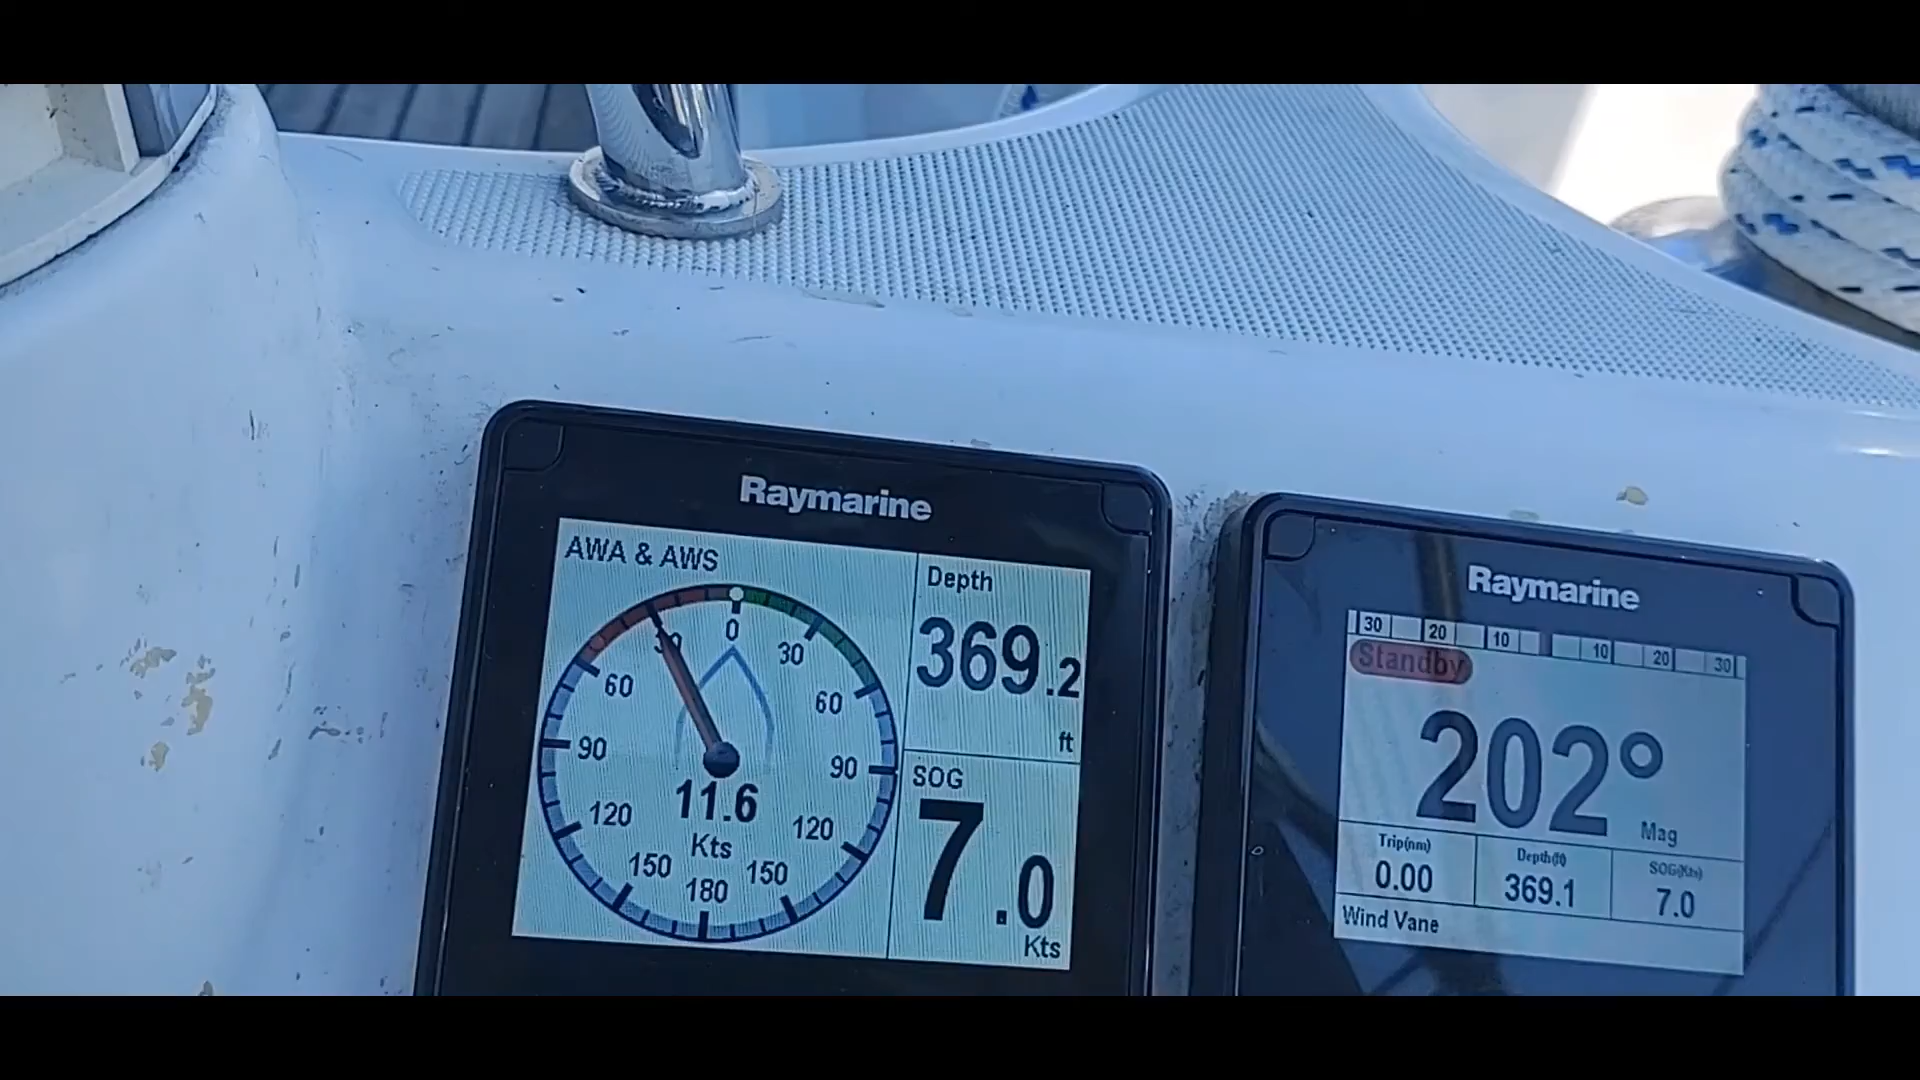 Raymarine
AWA & AWS
0
30
30
60
60
90
90
120
120
150
150
180
11.6
Kts
Depth
369.2
ft
SOG
7.0
Kts
Raymarine
30 20 10 10 20 30
Standby
202°
Mag
Trip(nm) Depth(ft) SOG(Kts)
0.00 369.1 7.0
Wind Vane